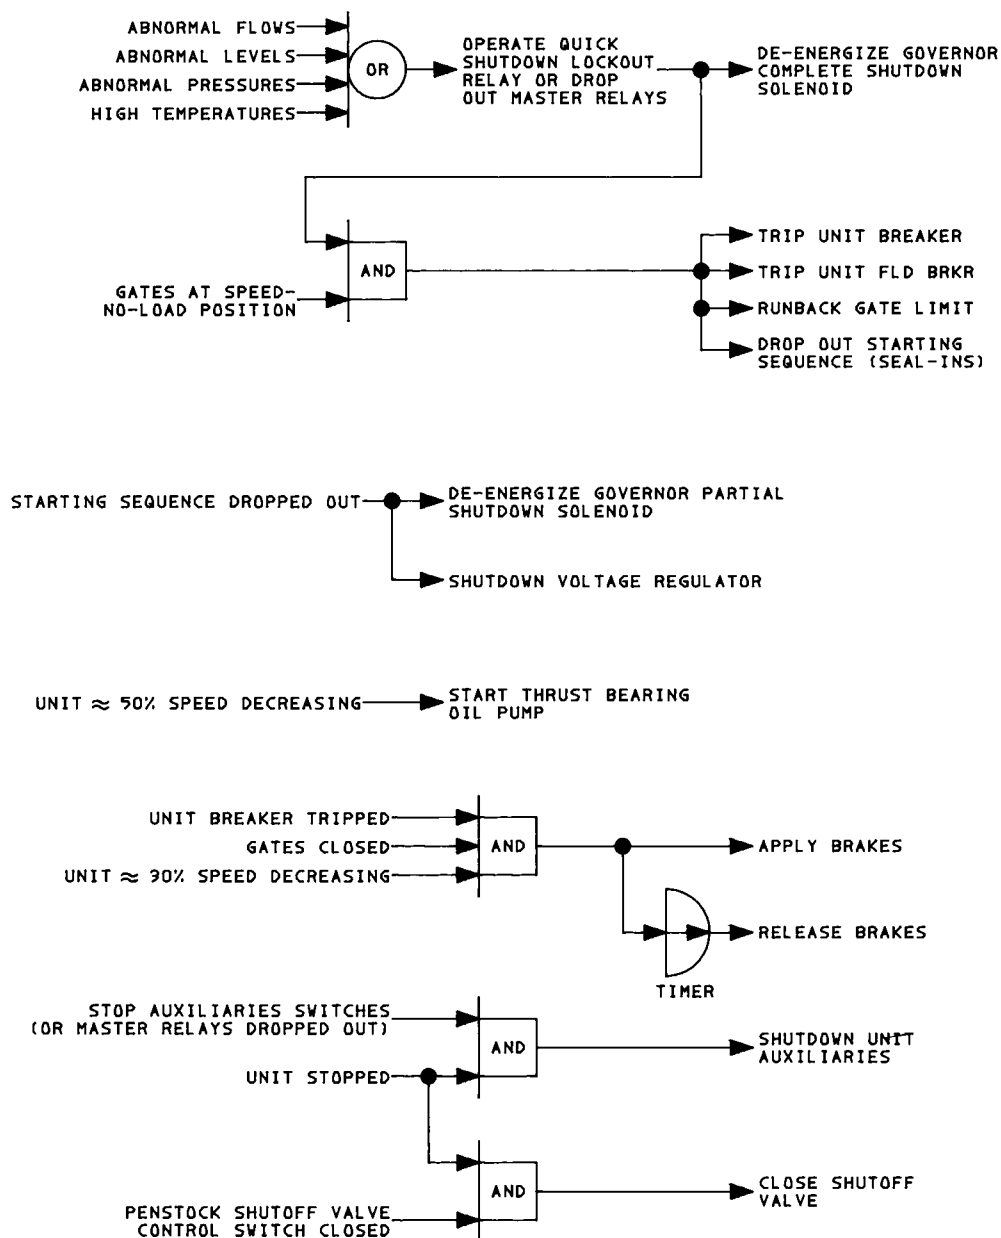 ABNORMAL FLOWS
ABNORMAL LEVELS
ABNORMAL PRESSURES
HIGH TEMPERATURES
OR
OPERATE QUICK
SHUTDOWN LOCKOUT
RELAY OR DROP
OUT MASTER RELAYS
DE-ENERGIZE GOVERNOR
COMPLETE SHUTDOWN
SOLENOID
GATES AT SPEED-
NO-LOAD POSITION
AND
TRIP UNIT BREAKER
TRIP UNIT FLD BRKR
RUNBACK GATE LIMIT
DROP OUT STARTING
SEQUENCE (SEAL-INS)
STARTING SEQUENCE DROPPED OUT
DE-ENERGIZE GOVERNOR PARTIAL
SHUTDOWN SOLENOID
SHUTDOWN VOLTAGE REGULATOR
UNIT ≈ 50% SPEED DECREASING
START THRUST BEARING
OIL PUMP
UNIT BREAKER TRIPPED
GATES CLOSED
UNIT ≈ 90% SPEED DECREASING
AND
APPLY BRAKES
RELEASE BRAKES
TIMER
STOP AUXILIARIES SWITCHES
(OR MASTER RELAYS DROPPED OUT)
UNIT STOPPED
AND
SHUTDOWN UNIT
AUXILIARIES
PENSTOCK SHUTOFF VALVE
CONTROL SWITCH CLOSED
AND
CLOSE SHUTOFF
VALVE